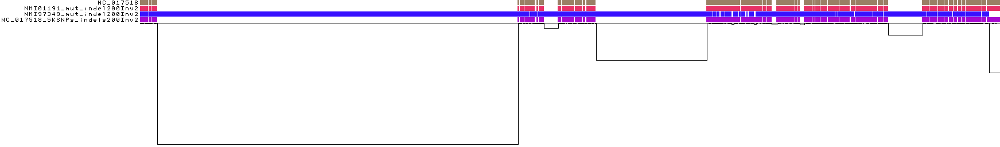 NC_017518
NMI01191_mut_indel200Inv2
NMI97349_mut_indel200Inv2
NC_017518_5KSNPs_indels200Inv2